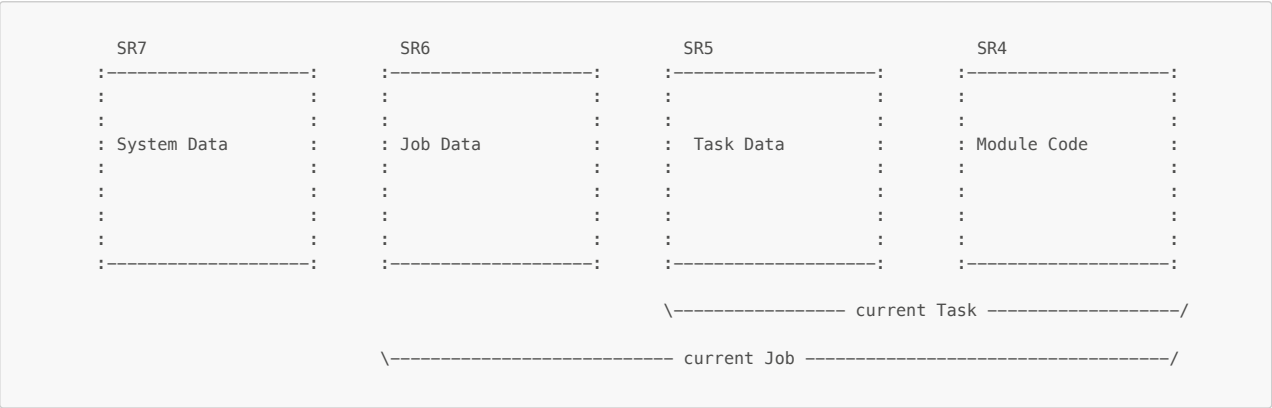 SR7 SR6 SR5 SR4
System Data Job Data Task Data Module Code
current Task
current Job